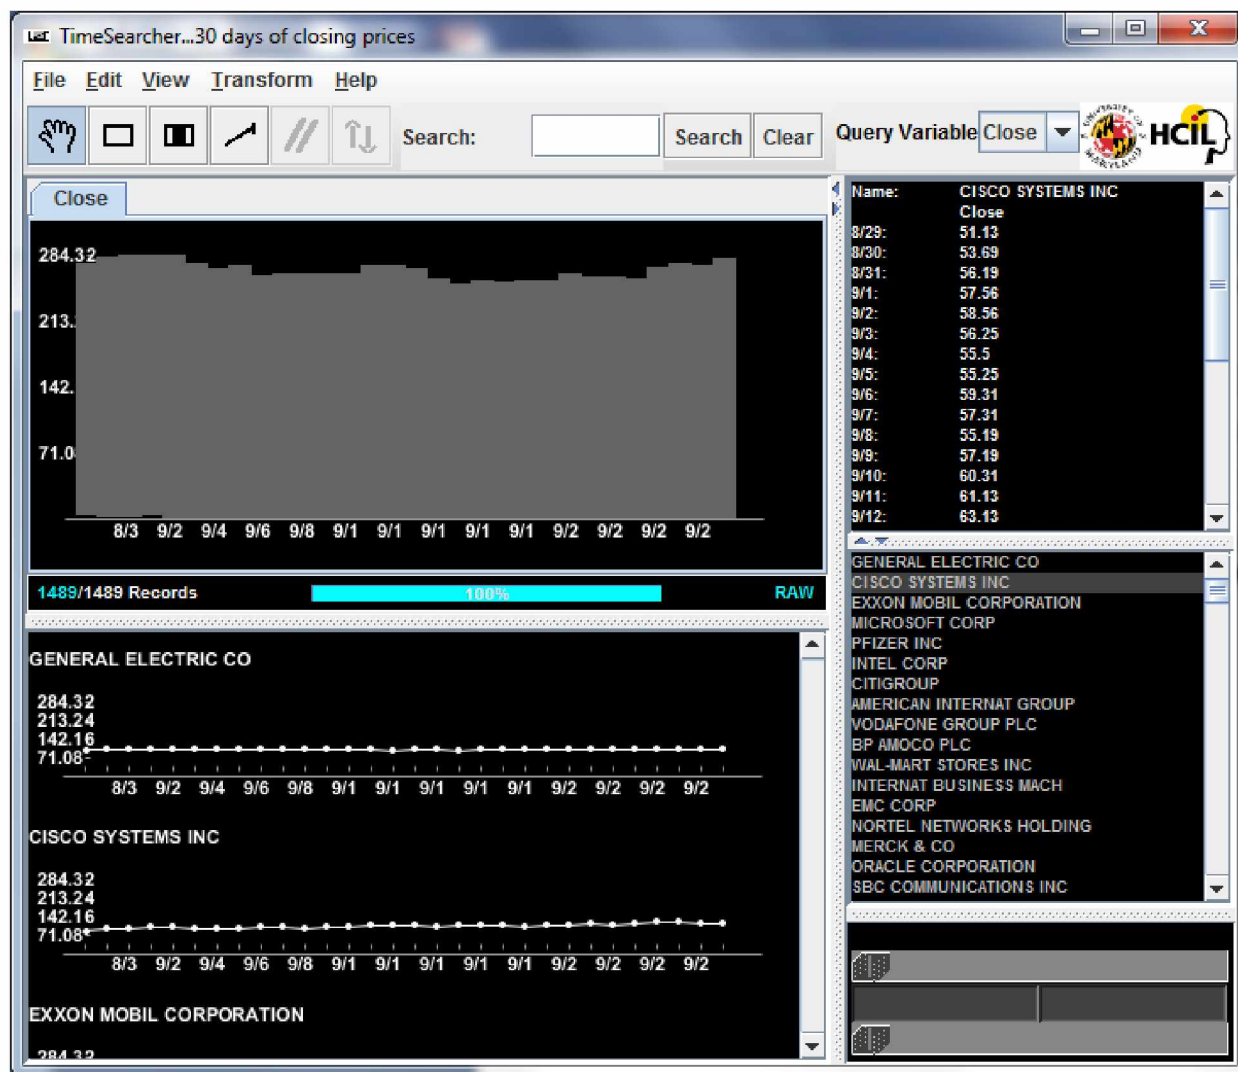 TimeSearcher...30 days of closing prices
File Edit View Transform Help
Search: Search Clear Query Variable Close HCIL
UNIVERSITY OF MARYLAND
Close
284.32
213.
142.
71.0
8/3 9/2 9/4 9/6 9/8 9/1 9/1 9/1 9/1 9/1 9/2 9/2 9/2 9/2
1489/1489 Records 100% RAW
GENERAL ELECTRIC CO
284.32
213.24
142.16
71.08
8/3 9/2 9/4 9/6 9/8 9/1 9/1 9/1 9/1 9/1 9/2 9/2 9/2 9/2
CISCO SYSTEMS INC
284.32
213.24
142.16
71.08
8/3 9/2 9/4 9/6 9/8 9/1 9/1 9/1 9/1 9/1 9/2 9/2 9/2 9/2
EXXON MOBIL CORPORATION
284.32
Name: CISCO SYSTEMS INC
Close
8/29: 51.13
8/30: 53.69
8/31: 56.19
9/1: 57.56
9/2: 58.56
9/3: 56.25
9/4: 55.5
9/5: 55.25
9/6: 59.31
9/7: 57.31
9/8: 55.19
9/9: 57.19
9/10: 60.31
9/11: 61.13
9/12: 63.13
GENERAL ELECTRIC CO
CISCO SYSTEMS INC
EXXON MOBIL CORPORATION
MICROSOFT CORP
PFIZER INC
INTEL CORP
CITIGROUP
AMERICAN INTERNAT GROUP
VODAFONE GROUP PLC
BP AMOCO PLC
WAL-MART STORES INC
INTERNAT BUSINESS MACH
EMC CORP
NORTEL NETWORKS HOLDING
MERCK & CO
ORACLE CORPORATION
SBC COMMUNICATIONS INC